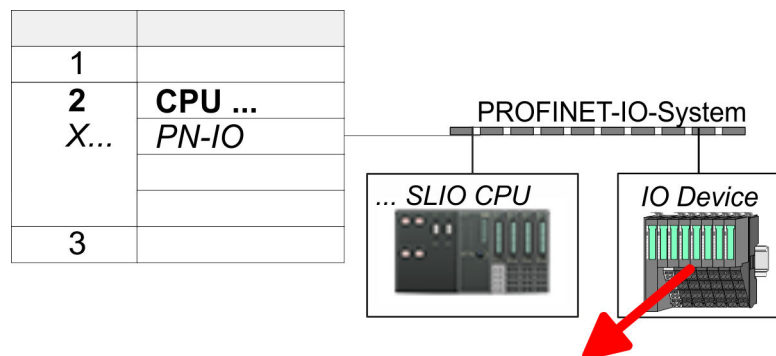 1
2 CPU ...
X... PN-IO
3
PROFINET-IO-System
... SLIO CPU
IO Device